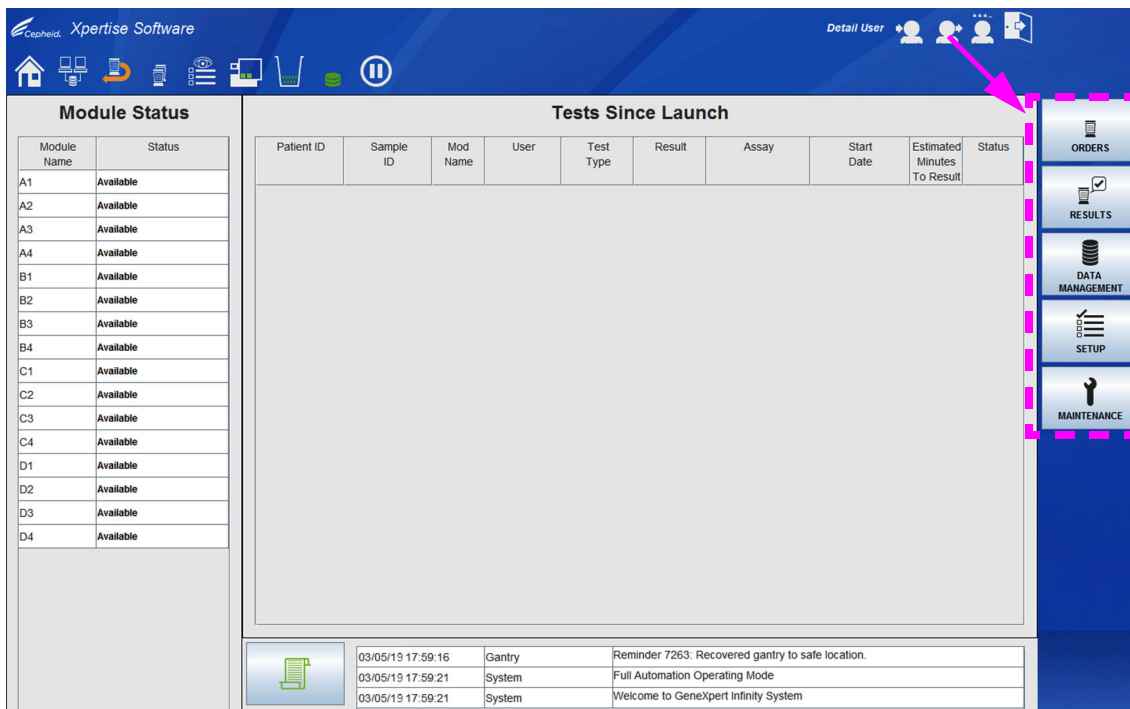 Cepheid. Xpertise Software
Detail User
Module Status
Module Name
Status
A1 Available
A2 Available
A3 Available
A4 Available
B1 Available
B2 Available
B3 Available
B4 Available
C1 Available
C2 Available
C3 Available
C4 Available
D1 Available
D2 Available
D3 Available
D4 Available
Tests Since Launch
Patient ID
Sample ID
Mod Name
User
Test Type
Result
Assay
Start Date
Estimated Minutes To Result
Status
03/05/19 17:59:16 Gantry Reminder 7263: Recovered gantry to safe location.
03/05/19 17:59:21 System Full Automation Operating Mode
03/05/19 17:59:21 System Welcome to GeneXpert Infinity System
ORDERS
RESULTS
DATA
MANAGEMENT
SETUP
MAINTENANCE